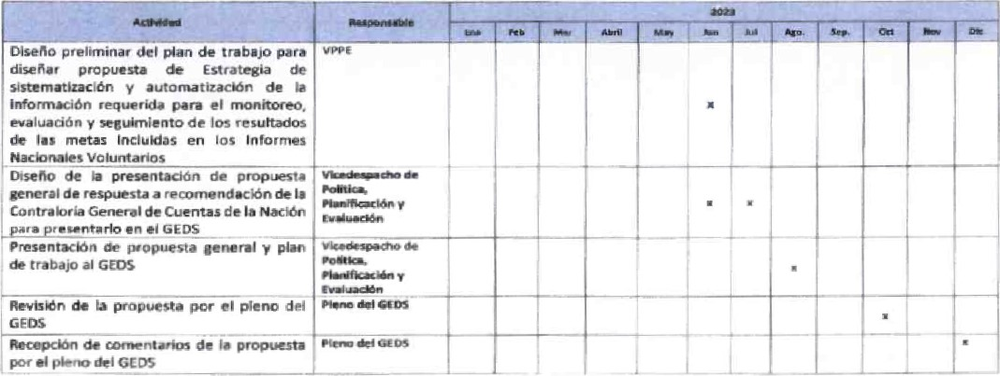 Actividad Responsable 2023
Ene Feb Mar Abril May Jun Jul Ago. Sep. Oct Nov Dic
Diseño preliminar del plan de trabajo para VPPE
diseñar propuesta de Estrategia de
sistematización y automatización de la
información requerida para el monitoreo, x
evaluación y seguimiento de los resultados
de las metas incluidas en los Informes
Nacionales Voluntarios
Diseño de la presentación de propuesta Vicedespacho de
general de respuesta a recomendación de la Política,
Contraloría General de Cuentas de la Nación Planificación y x x
para presentarlo en el GEDS Evaluación
Presentación de propuesta general y plan Vicedespacho de
de trabajo al GEDS Política,
Planificación y x
Evaluación
Revisión de la propuesta por el pleno del Pleno del GEDS
GEDS x
Recepción de comentarios de la propuesta Pleno del GEDS x
por el pleno del GEDS